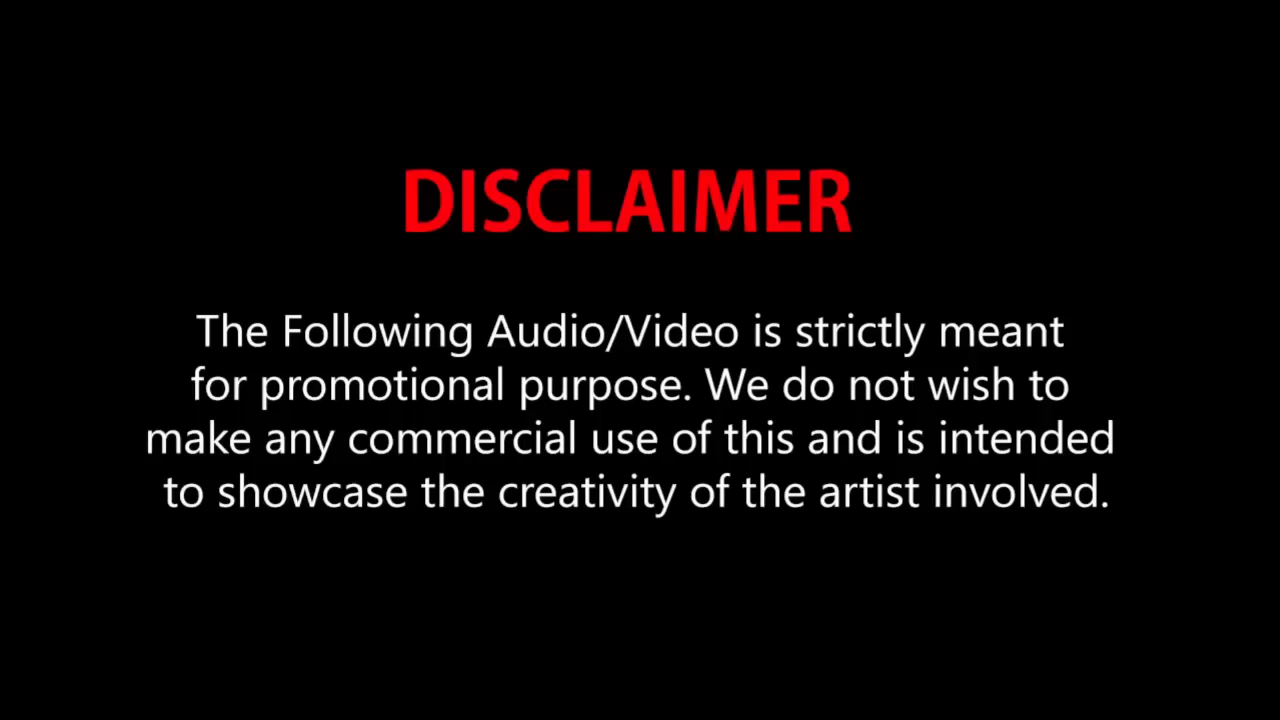 DISCLAIMER
The Following Audio/Video is strictly meant
for promotional purpose. We do not wish to
make any commercial use of this and is intended
to showcase the creativity of the artist involved.